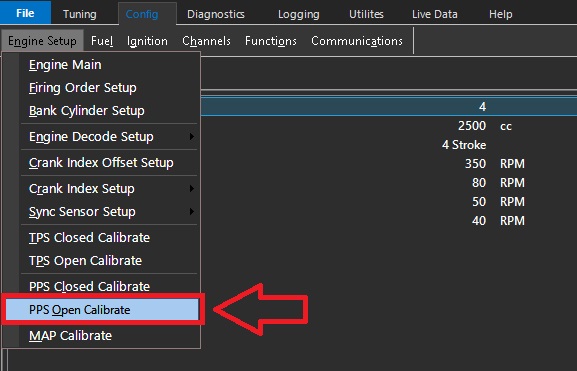 File Tuning Config Diagnostics Logging Utilites Live Data Help
Engine Setup Fuel Ignition Channels Functions Communications
Engine Main
Firing Order Setup
4
Bank Cylinder Setup
2500 cc
Engine Decode Setup
4 Stroke
Crank Index Offset Setup
350 RPM
Crank Index Setup
80 RPM
Sync Sensor Setup
50 RPM
40 RPM
TPS Closed Calibrate
TPS Open Calibrate
PPS Closed Calibrate
PPS Open Calibrate
MAP Calibrate